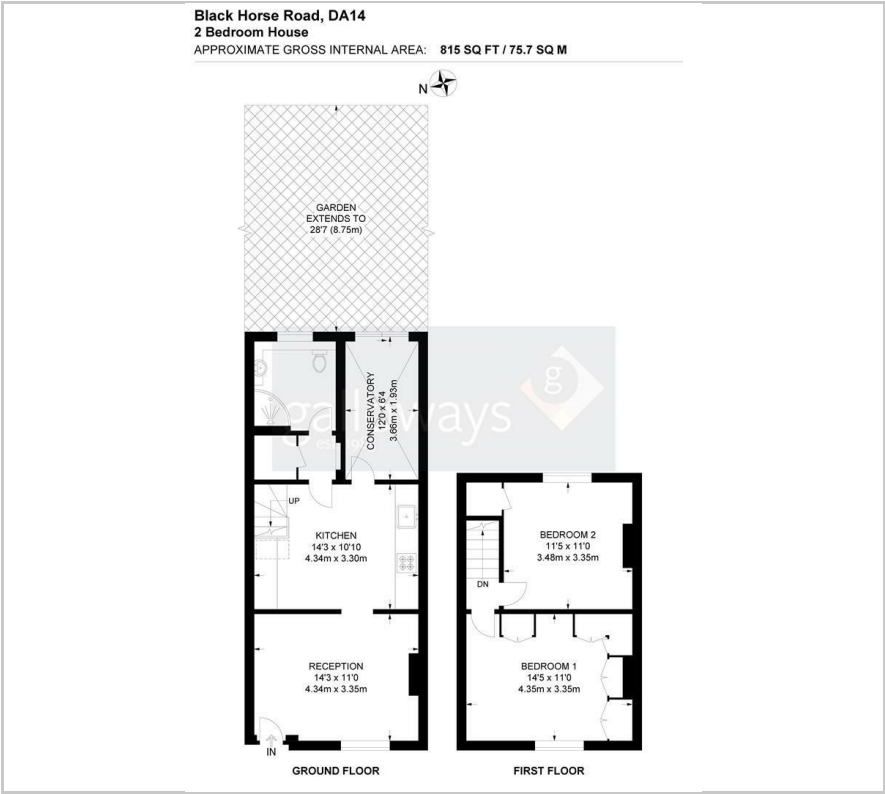 Black Horse Road, DA14
2 Bedroom House
APPROXIMATE GROSS INTERNAL AREA: 815 SQ FT / 75.7 SQ M
N
GARDEN
EXTENDS TO
28'7 (8.75m)
CONSERVATORY
12'0 x 6'4
3.66m x 1.93m
g
UP
KITCHEN
14'3 x 10'10
4.34m x 3.30m
BEDROOM 2
11'5 x 11'0
3.48m x 3.35m
DN
RECEPTION
14'3 x 11'0
4.34m x 3.35m
BEDROOM 1
14'5 x 11'0
4.35m x 3.35m
IN
GROUND FLOOR
FIRST FLOOR